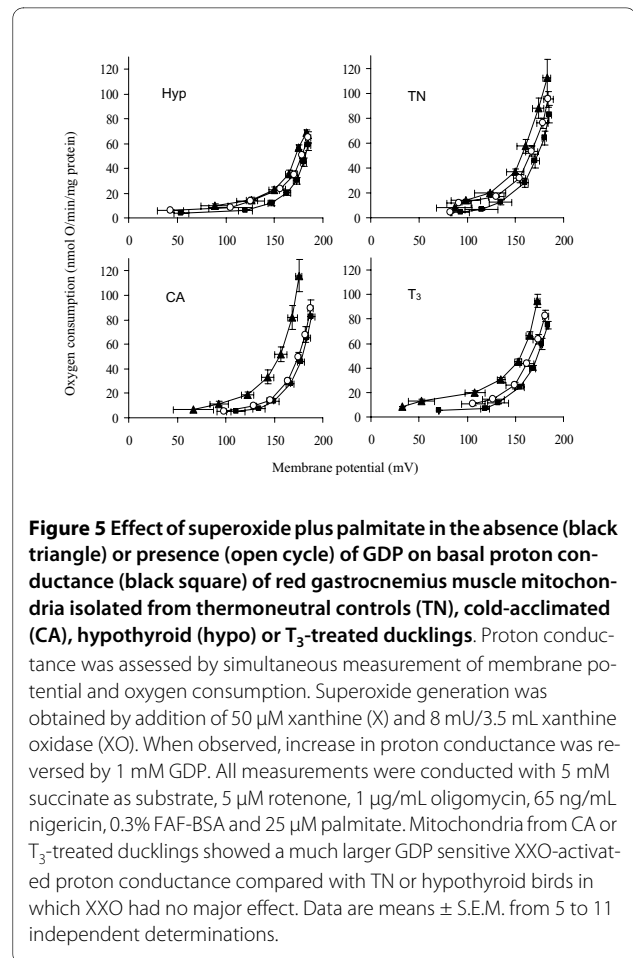 Hyp
TN
CA
T3
120
100
80
60
40
20
0
0 50 100 150 200
120
100
80
60
40
20
0
0 50 100 150 200
120
100
80
60
40
20
0
0 50 100 150 200
120
100
80
60
40
20
0
0 50 100 150 200
Oxygen consumption (nmol O/min/mg protein)
Membrane potential (mV)
Figure 5 Effect of superoxide plus palmitate in the absence (black
triangle) or presence (open cycle) of GDP on basal proton con-
ductance (black square) of red gastrocnemius muscle mitochon-
dria isolated from thermoneutral controls (TN), cold-acclimated
(CA), hypothyroid (hypo) or T3-treated ducklings. Proton conduc-
tance was assessed by simultaneous measurement of membrane po-
tential and oxygen consumption. Superoxide generation was
obtained by addition of 50 μM xanthine (X) and 8 mU/3.5 mL xanthine
oxidase (XO). When observed, increase in proton conductance was re-
versed by 1 mM GDP. All measurements were conducted with 5 mM
succinate as substrate, 5 μM rotenone, 1 μg/mL oligomycin, 65 ng/mL
nigericin, 0.3% FAF-BSA and 25 μM palmitate. Mitochondria from CA or
T3-treated ducklings showed a much larger GDP sensitive XXO-activat-
ed proton conductance compared with TN or hypothyroid birds in
which XXO had no major effect. Data are means ± S.E.M. from 5 to 11
independent determinations.